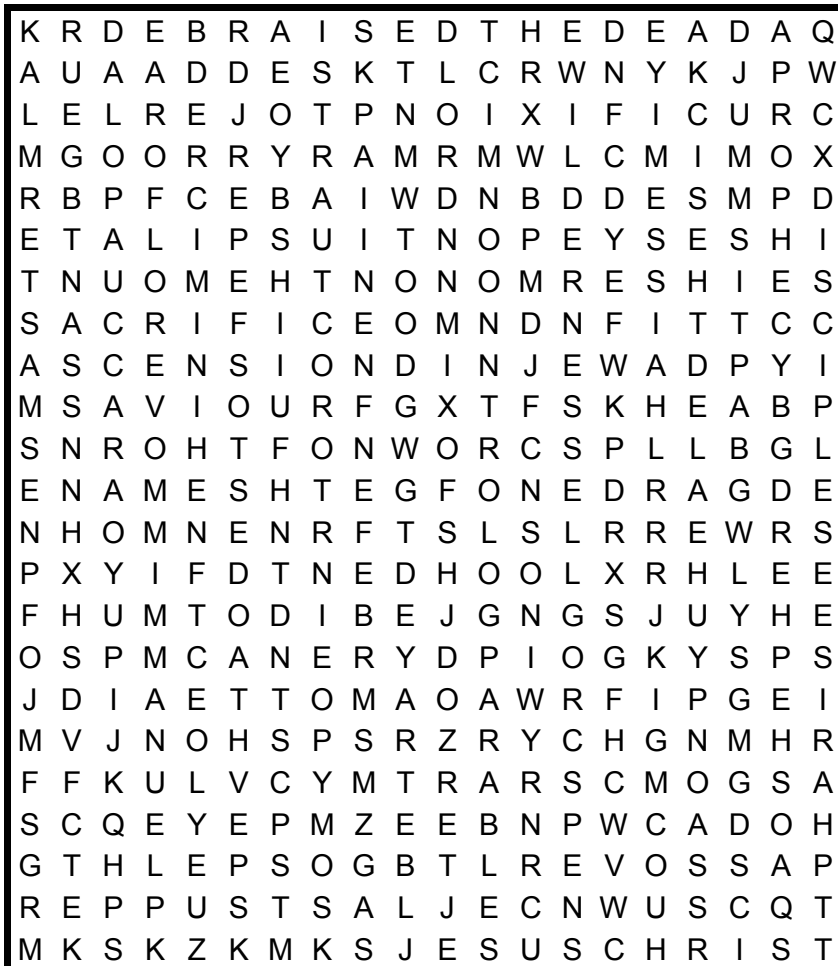 K R D E B R A I S E D T H E D E A D A Q
A U A A D D E S K T L C R W N Y K J P W
L E L R E J O T P N O I X I F I C U R C
M G O O R R Y R A M R M W L C M I M O X
R B P F C E B A I W D N B D D E S M P D
E T A L I P S U I T N O P E Y S E S H I
T N U O M E H T N O N O M R E S H I E S
S A C R I F I C E O M N D N F I T T C C
A S C E N S I O N D I N J E W A D P Y I
M S A V I O U R F G X T F S K H E A B P
S N R O H T F O N W O R C S P L L B G L
E N A M E S H T E G F O N E D R A G D E
N H O M N E N R F T S L S L R R E W R S
P X Y I F D T N E D H O O L X R H L E E
F H U M T O D I B E J G N G S J U Y H E
O S P M C A N E R Y D P I O G K Y S P S
J D I A E T T O M A O A W R F I P G E I
M V J N O H S P S R Z R Y C H G N M H R
F F K U L V C Y M T R A R S C M O G S A
S C Q E Y E P M Z E E B N P W C A D O H
G T H L E P S O G B T L R E V O S S A P
R E P P U S T S A L J E C N W U S C Q T
M K S K Z K M K S J E S U S C H R I S T